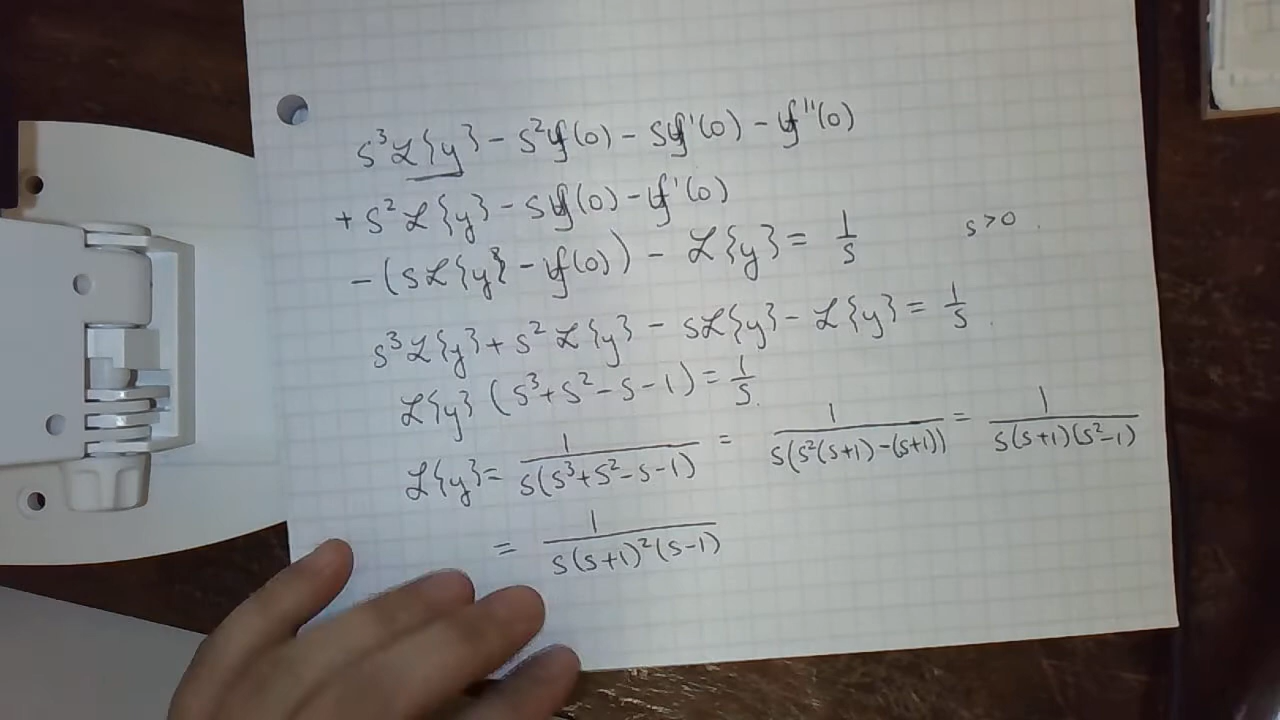 s³ℒ{y} - s²y(0) - sy'(0) - y''(0)
+ s²ℒ{y} - sy(0) - y'(0)
- (sℒ{y} - y(0)) - ℒ{y} = 1/s    s>0.
s³ℒ{y} + s²ℒ{y} - sℒ{y} - ℒ{y} = 1/s.
ℒ{y} (s³+s²-s-1) = 1/s.
ℒ{y} = 1/(s(s³+s²-s-1)) = 1/(s(s²(s+1)-(s+1))) = 1/(s(s+1)(s²-1))
= 1/(s(s+1)²(s-1))